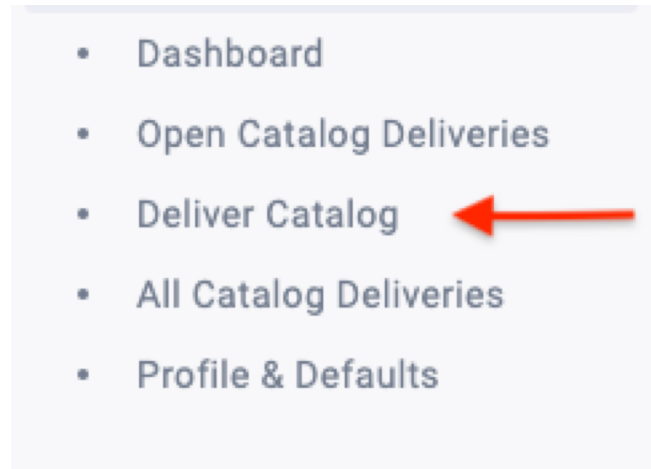 Dashboard
Open Catalog Deliveries
Deliver Catalog
All Catalog Deliveries
Profile & Defaults